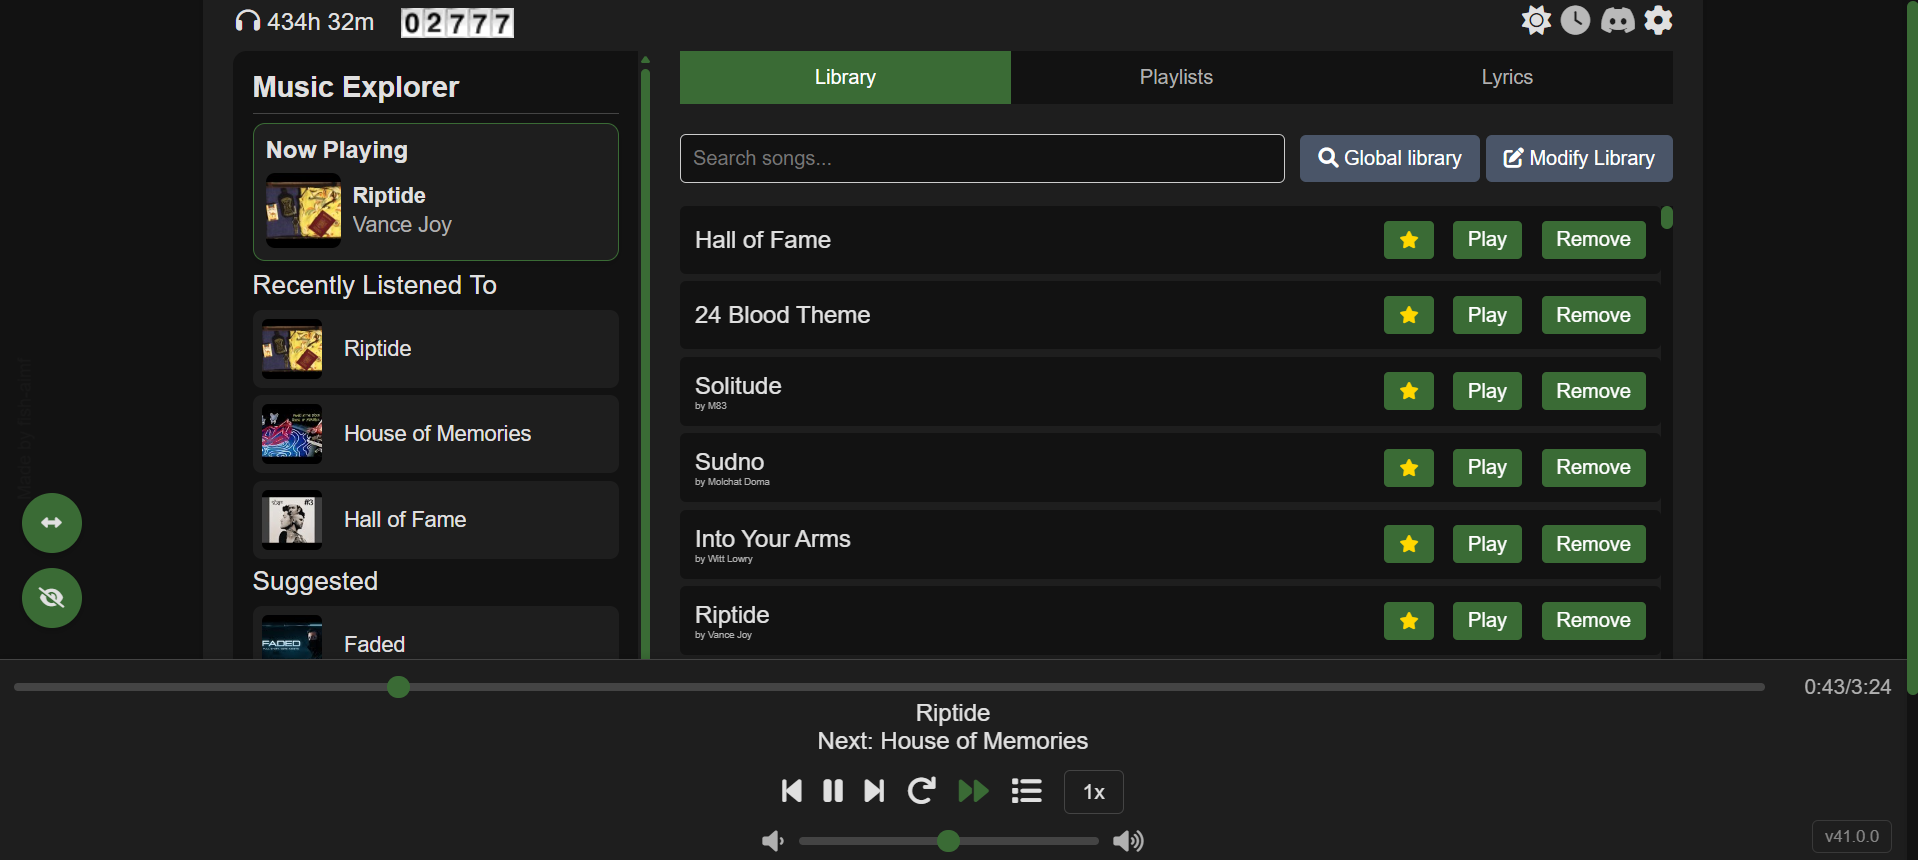 434h 32m
02777
Music Explorer
Now Playing
Riptide
Vance Joy
Recently Listened To
Riptide
House of Memories
#3
Hall of Fame
Suggested
FADED
Faded
Library
Playlists
Lyrics
Search songs...
Global library
Modify Library
Hall of Fame
Play
Remove
24 Blood Theme
Play
Remove
Solitude
by M83
Play
Remove
Sudno
by Molchat Doma
Play
Remove
Into Your Arms
by Witt Lowry
Play
Remove
Riptide
by Vance Joy
Play
Remove
Made by
0:43/3:24
Riptide
Next: House of Memories
1x
v41.0.0